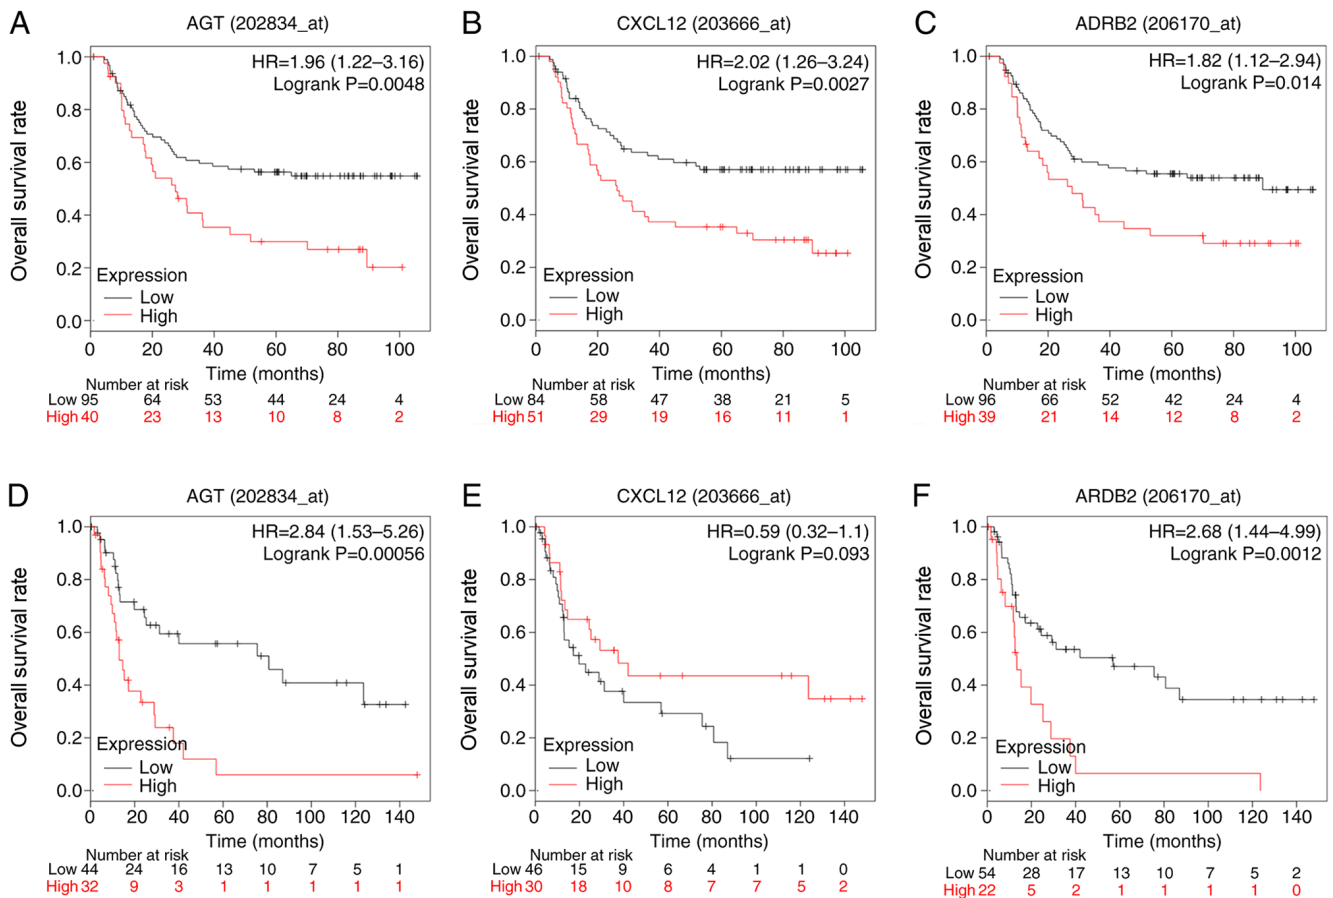 A
AGT (202834_at)
HR=1.96 (1.22–3.16)
Logrank P=0.0048
Overall survival rate
1.0
0.8
0.6
0.4
0.2
0.0
Expression
Low
High
0 20 40 60 80 100
Time (months)
Number at risk
Low 95 64 53 44 24 4
High 40 23 13 10 8 2
B
CXCL12 (203666_at)
HR=2.02 (1.26–3.24)
Logrank P=0.0027
Overall survival rate
1.0
0.8
0.6
0.4
0.2
0.0
Expression
Low
High
0 20 40 60 80 100
Time (months)
Number at risk
Low 84 58 47 38 21 5
High 51 29 19 16 11 1
C
ADRB2 (206170_at)
HR=1.82 (1.12–2.94)
Logrank P=0.014
Overall survival rate
1.0
0.8
0.6
0.4
0.2
0.0
Expression
Low
High
0 20 40 60 80 100
Time (months)
Number at risk
Low 96 66 52 42 24 4
High 39 21 14 12 8 2
D
AGT (202834_at)
HR=2.84 (1.53–5.26)
Logrank P=0.00056
Overall survival rate
1.0
0.8
0.6
0.4
0.2
0.0
Expression
Low
High
0 20 40 60 80 100 120 140
Time (months)
Number at risk
Low 44 24 16 13 10 7 5 1
High 32 9 3 1 1 1 1 1
E
CXCL12 (203666_at)
HR=0.59 (0.32–1.1)
Logrank P=0.093
Overall survival rate
1.0
0.8
0.6
0.4
0.2
0.0
Expression
Low
High
0 20 40 60 80 100 120 140
Time (months)
Number at risk
Low 46 15 9 6 4 1 1 0
High 30 18 10 8 7 7 5 2
F
ARDB2 (206170_at)
HR=2.68 (1.44–4.99)
Logrank P=0.0012
Overall survival rate
1.0
0.8
0.6
0.4
0.2
0.0
Expression
Low
High
0 20 40 60 80 100 120 140
Time (months)
Number at risk
Low 54 28 17 13 10 7 5 2
High 22 5 2 1 1 1 1 0